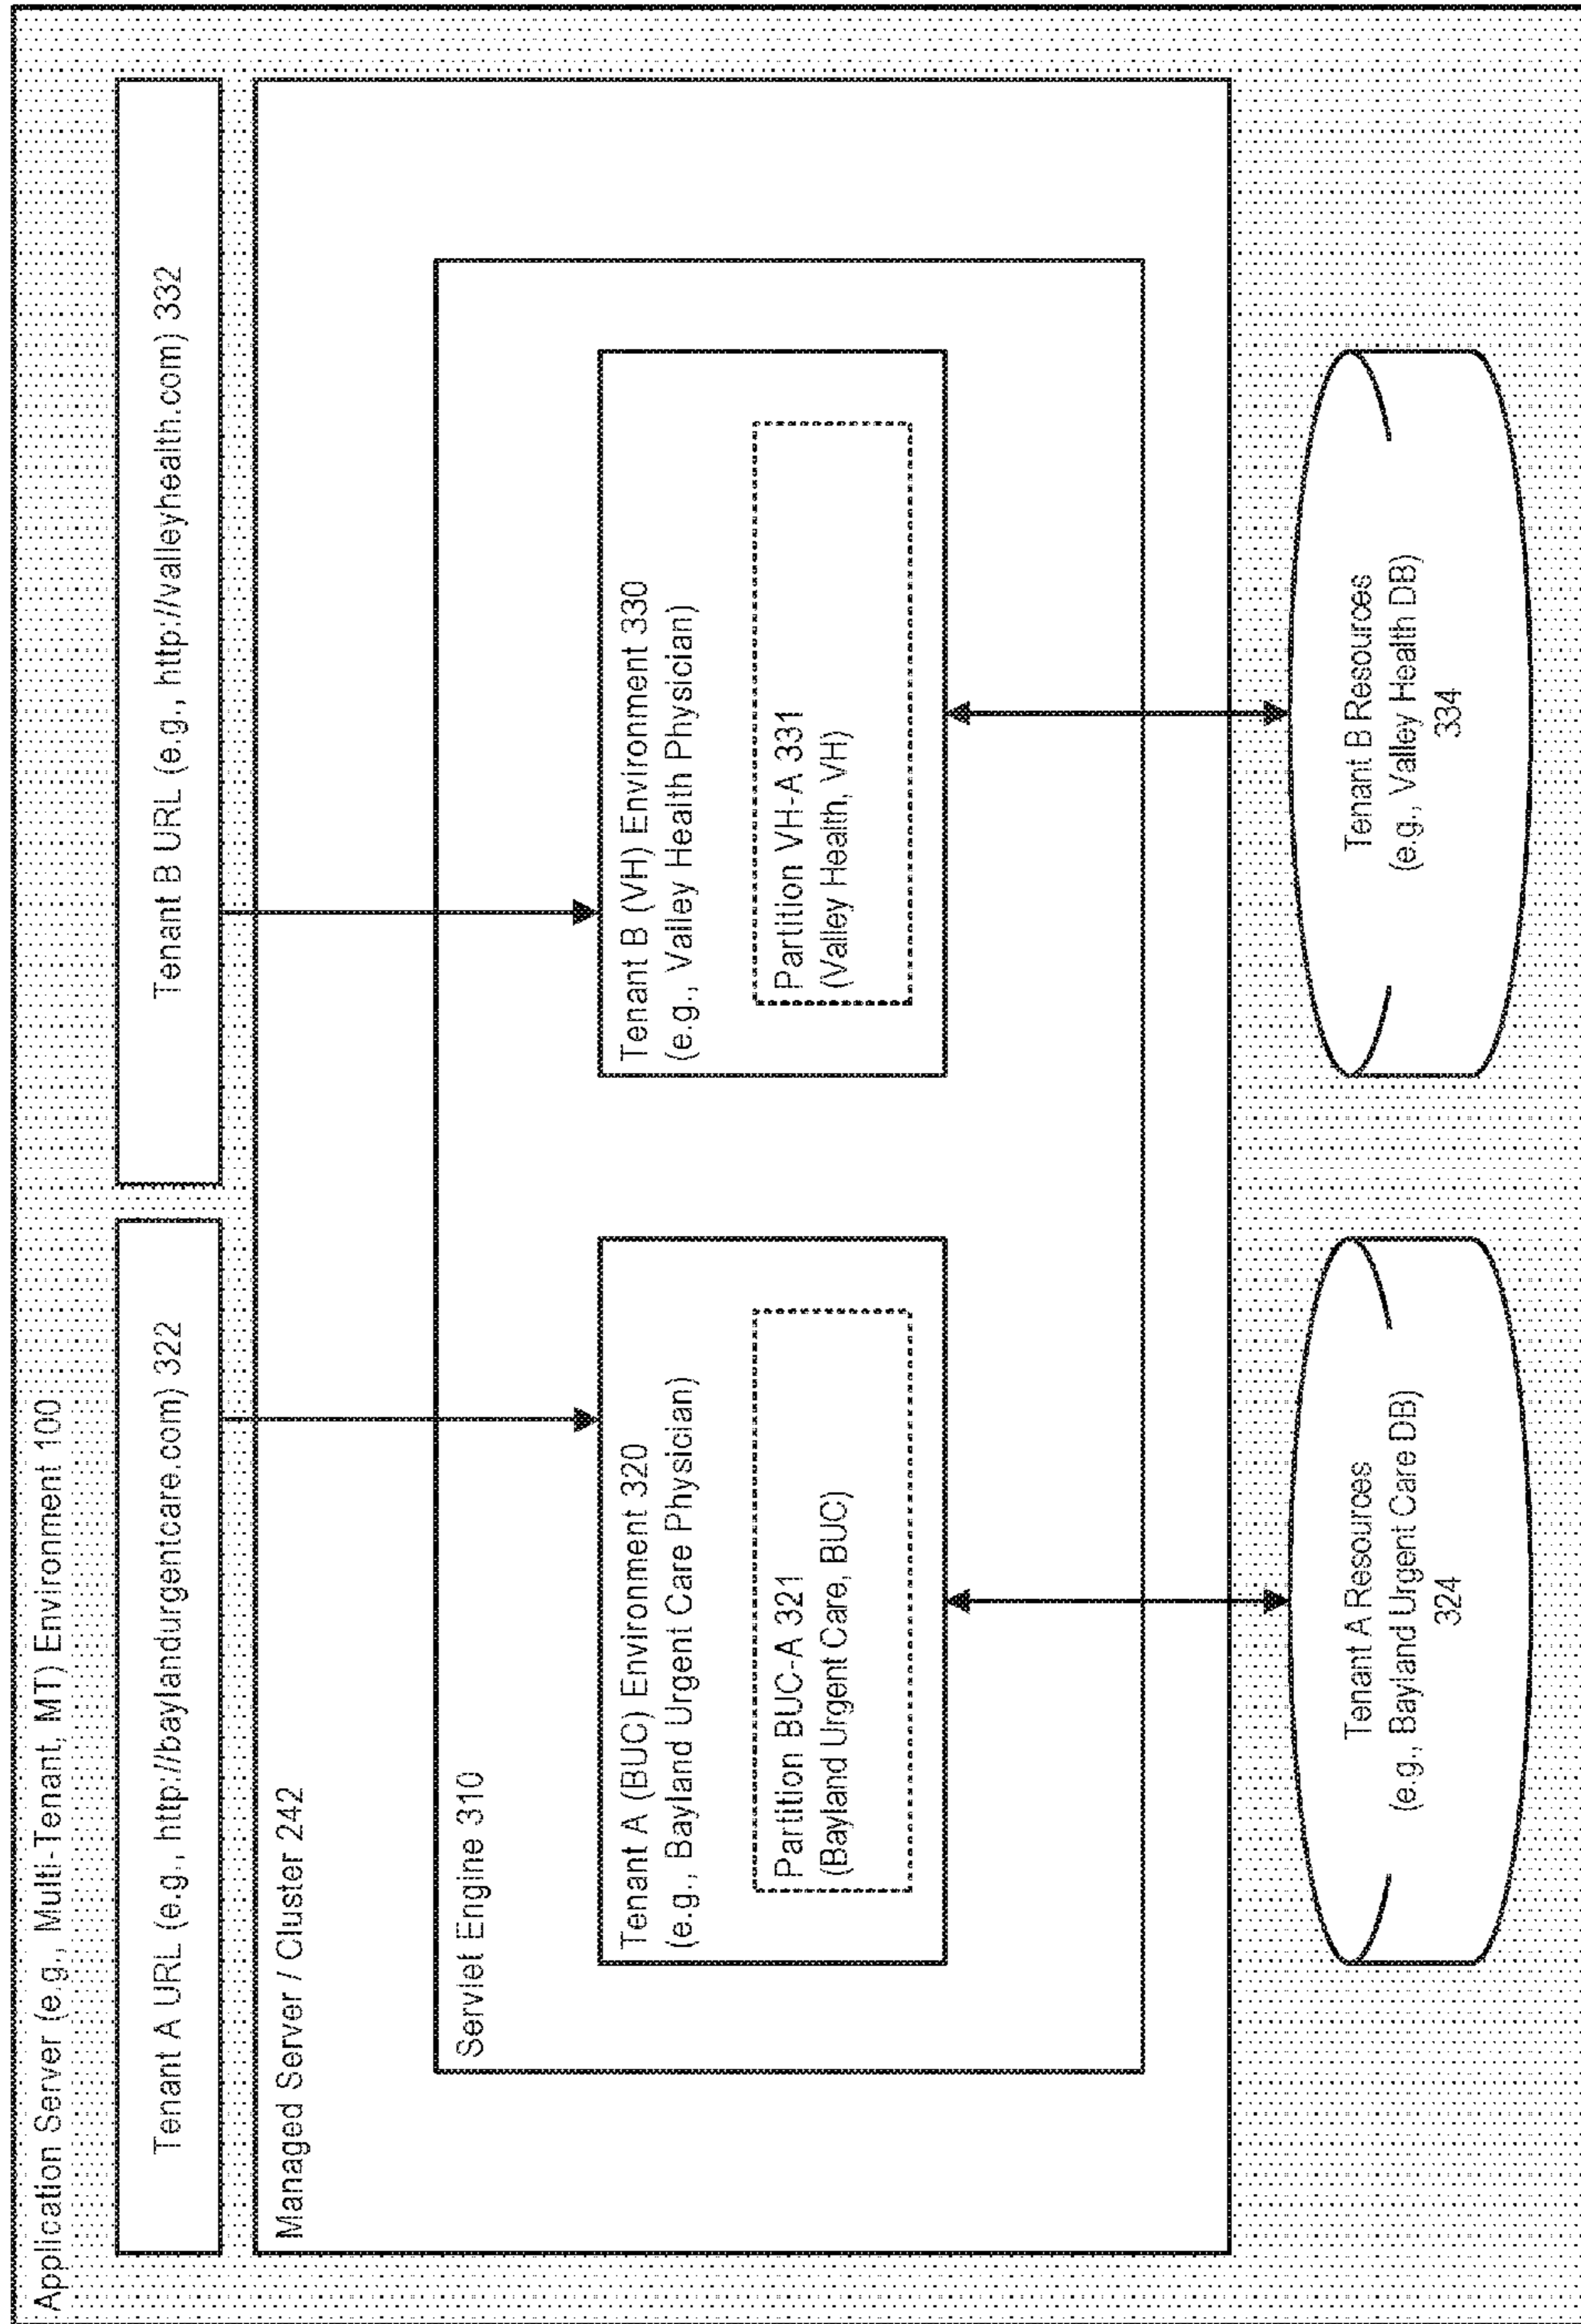 Application Server (e.g., Multi-Tenant, MT) Environment 100
Tenant A URL (e.g., http://baylandurgentcare.com) 322
Tenant B URL (e.g., http://valleyhealth.com) 332
Managed Server / Cluster 242
Servlet Engine 310
Tenant A (BUC) Environment 320
(e.g., Bayland Urgent Care Physician)
Partition BUC-A 321
(Bayland Urgent Care, BUC)
Tenant B (VH) Environment 330
(e.g., Valley Health Physician)
Partition VH-A 331
(Valley Health, VH)
Tenant A Resources
(e.g., Bayland Urgent Care DB)
324
Tenant B Resources
(e.g., Valley Health DB)
334